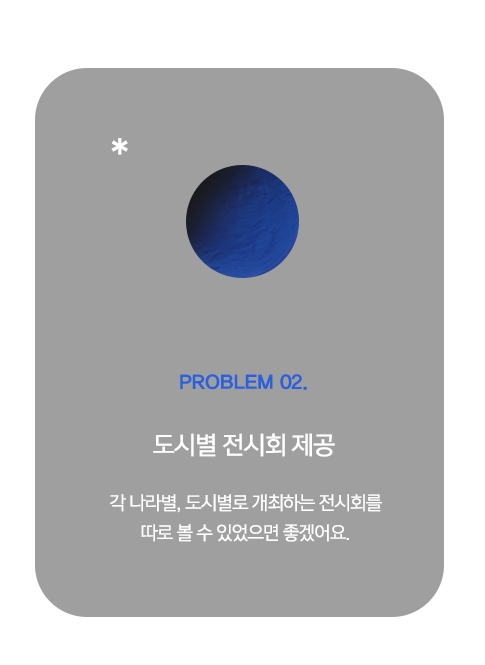 *
PROBLEM 02.
도시별 전시회 제공
각 나라별, 도시별로 개최하는 전시회를
따로 볼 수 있었으면 좋겠어요.